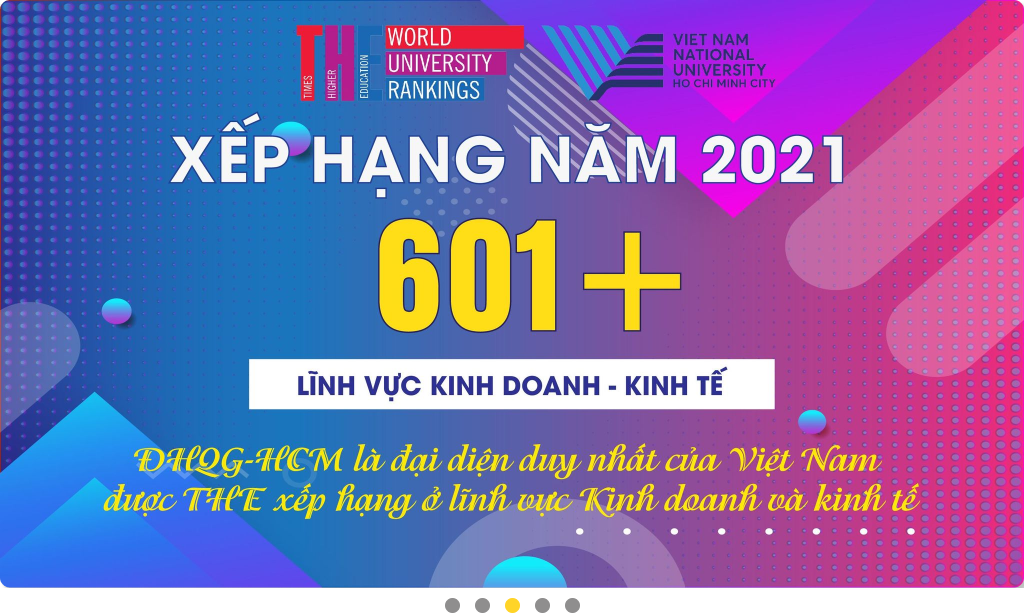 TIMES
HIGHER
EDUCATION
WORLD
UNIVERSITY
RANKINGS
VIET NAM
NATIONAL
UNIVERSITY
HO CHI MINH CITY
XẾP HẠNG NĂM 2021
601+
LĨNH VỰC KINH DOANH - KINH TẾ
ĐHQG-HCM là đại diện duy nhất của Việt Nam
được THE xếp hạng ở lĩnh vực Kinh doanh và kinh tế